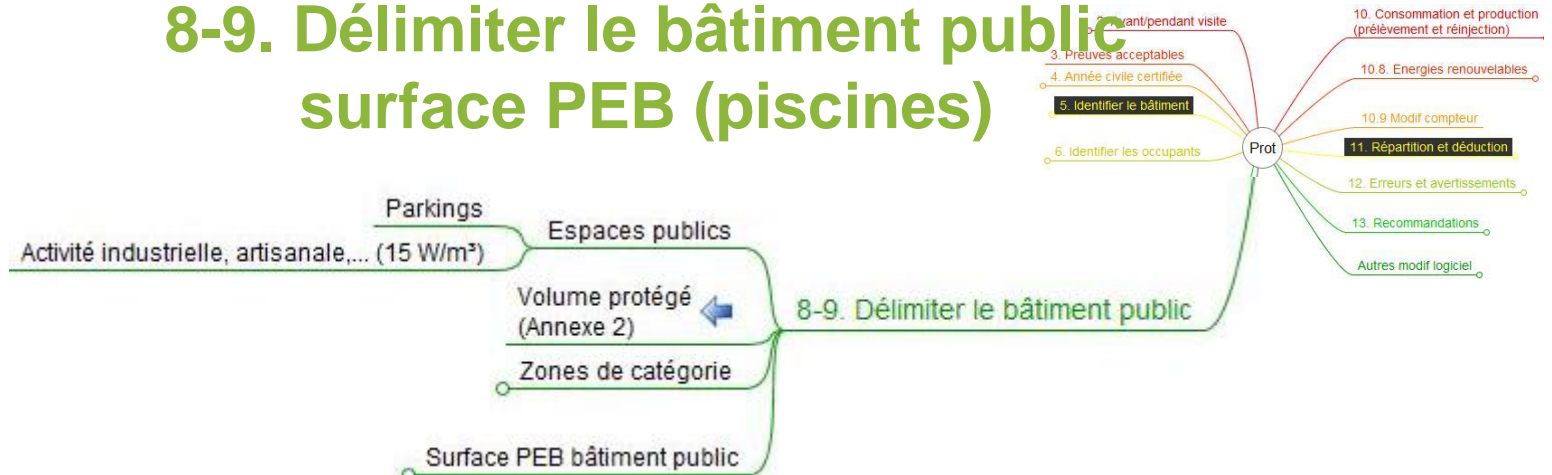 8-9. Délimiter le bâtiment public
surface PEB (piscines)
2. Avant/pendant visite
3. Preuves acceptables
4. Année civile certifiée
5. Identifier le bâtiment
6. Identifier les occupants
Prot
10. Consommation et production
(prélèvement et réinjection)
10.8. Energies renouvelables
10.9 Modif compteur
11. Répartition et déduction
12. Erreurs et avertissements
13. Recommandations
Autres modif logiciel
Parkings
Activité industrielle, artisanale,... (15 W/m³)
Espaces publics
Volume protégé
(Annexe 2)
Zones de catégorie
Surface PEB bâtiment public
8-9. Délimiter le bâtiment public